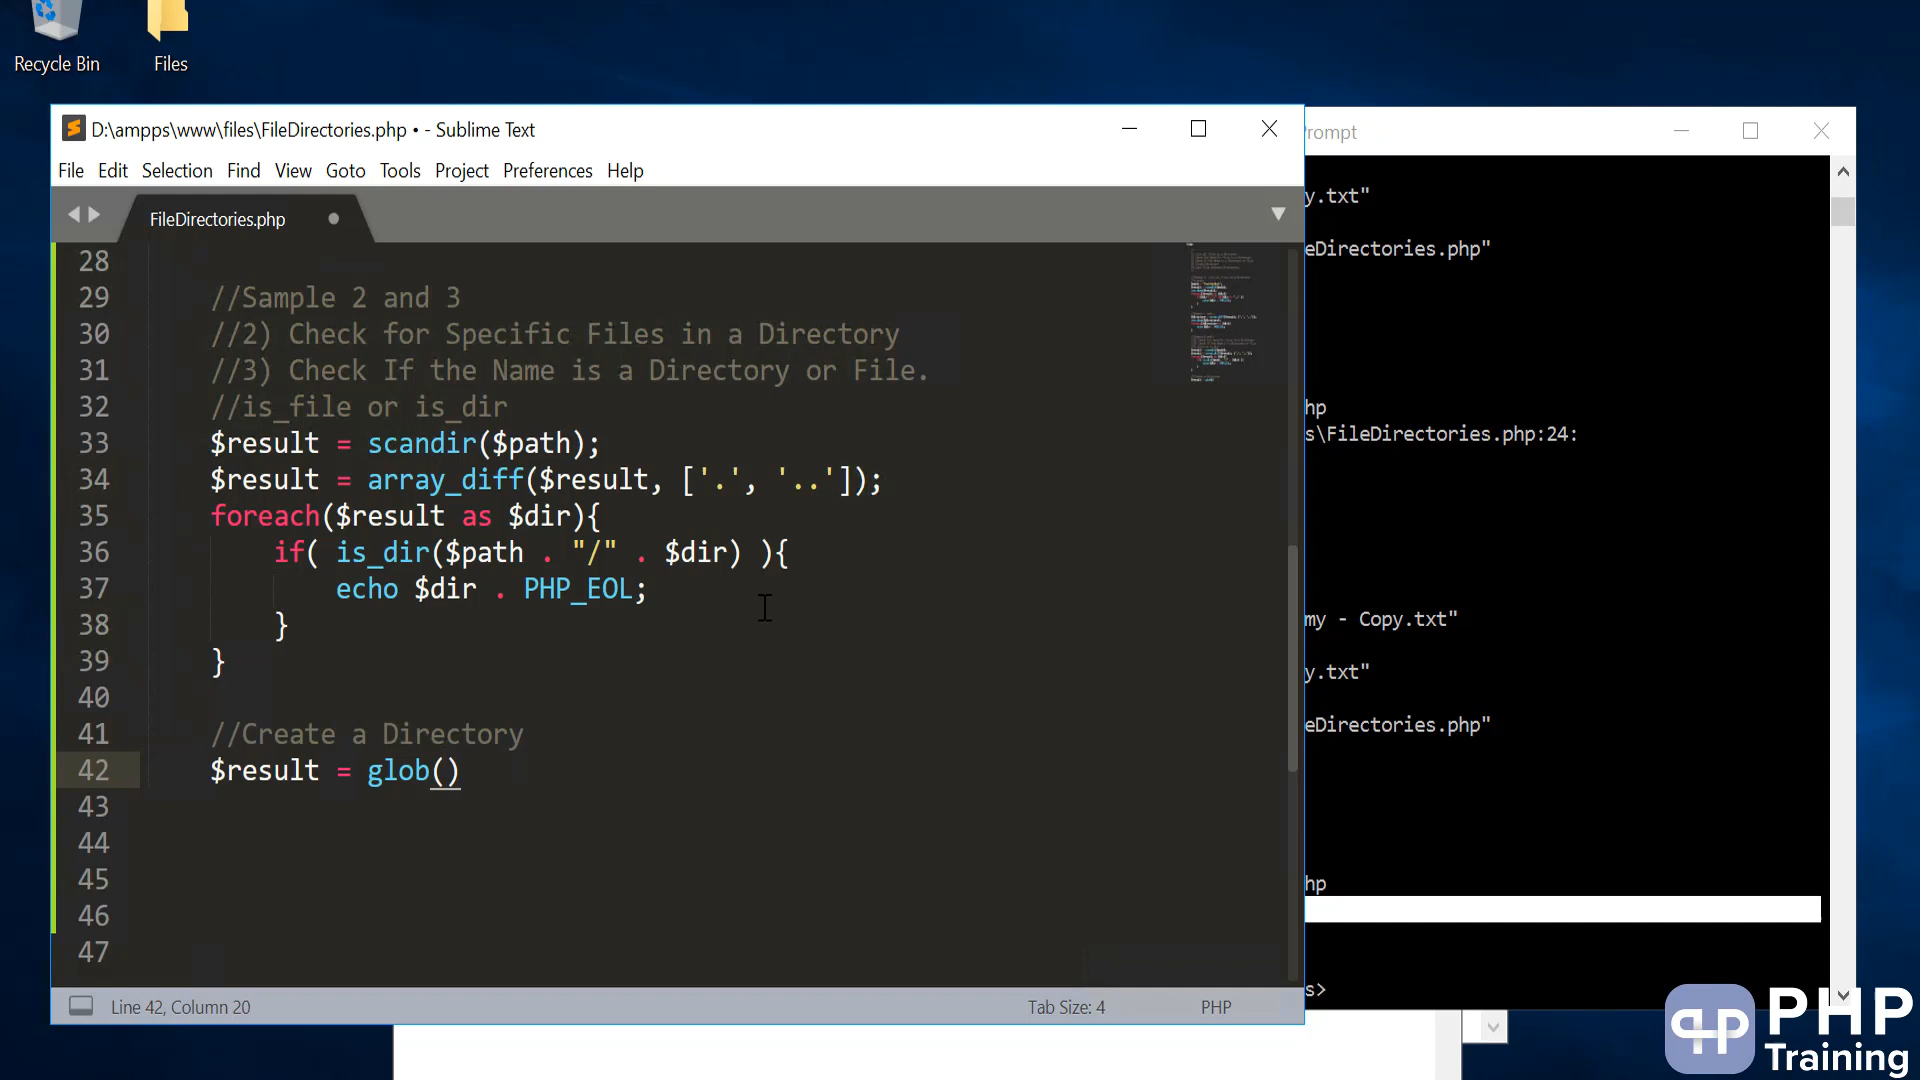 Recycle Bin
Files
D:\ampps\www\files\FileDirectories.php • - Sublime Text
File Edit Selection Find View Goto Tools Project Preferences Help
FileDirectories.php
28
29 //Sample 2 and 3
30 //2) Check for Specific Files in a Directory
31 //3) Check If the Name is a Directory or File.
32 //is_file or is_dir
33 $result = scandir($path);
34 $result = array_diff($result, ['.', '..']);
35 foreach($result as $dir){
36 if( is_dir($path . "/" . $dir) ){
37 echo $dir . PHP_EOL;
38 }
39 }
40
41 //Create a Directory
42 $result = glob()
43
44
45
46
47
Line 42, Column 20
Tab Size: 4
PHP
rompt
y.txt"
eDirectories.php"
hp
s\FileDirectories.php:24:
my - Copy.txt"
y.txt"
eDirectories.php"
hp
s>
PHP
Training